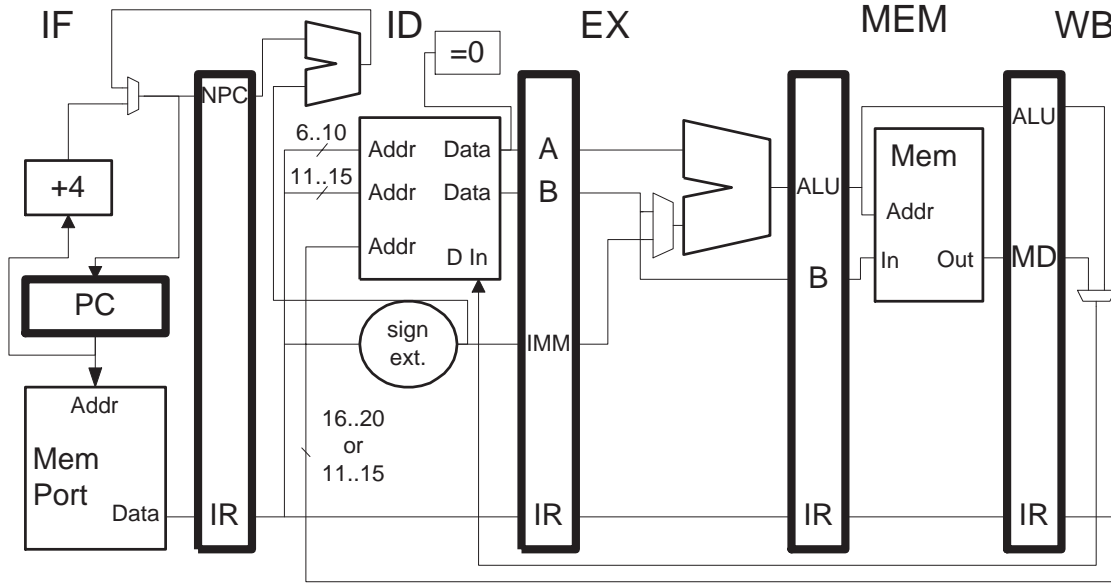 IF
ID
EX
MEM
WB
=0
NPC
+4
PC
Addr
Mem
Port
Data
IR
6..10
11..15
Addr
Data
Addr
Data
Addr
D In
sign
ext.
16..20
or
11..15
A
B
IMM
IR
ALU
B
IR
Mem
Addr
In
Out
ALU
MD
IR